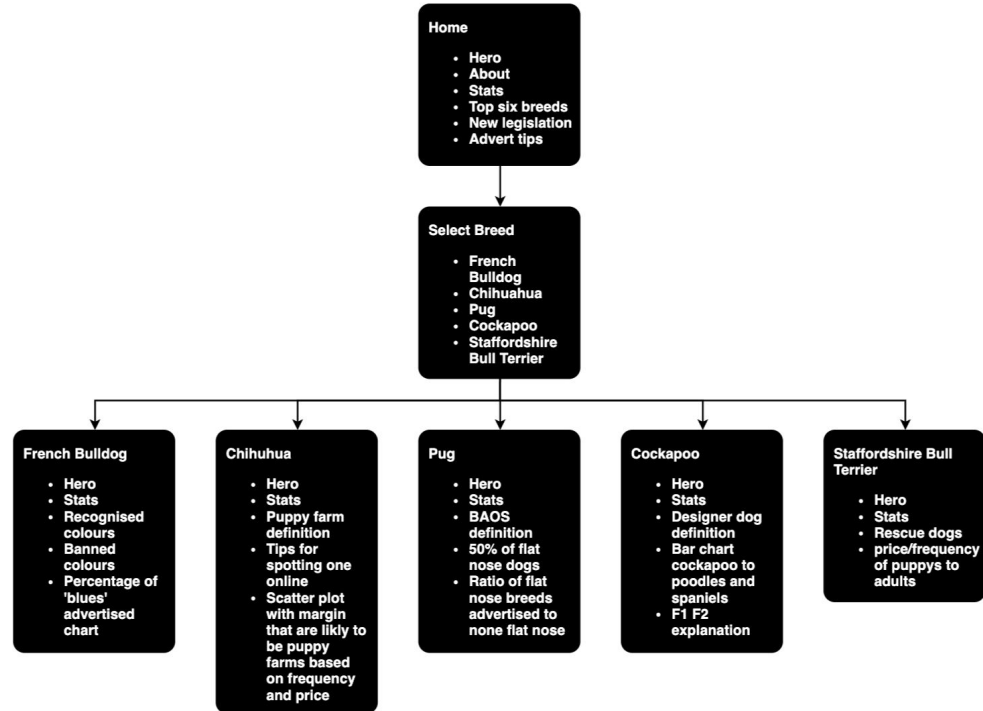 Home
• Hero
• About
• Stats
• Top six breeds
• New legislation
• Advert tips
Select Breed
• French
Bulldog
• Chihuahua
• Pug
• Cockapoo
• Staffordshire
Bull Terrier
French Bulldog
• Hero
• Stats
• Recognised
colours
• Banned
colours
• Percentage of
'blues'
advertised
chart
Chihuhua
• Hero
• Stats
• Puppy farm
definition
• Tips for
spotting one
online
• Scatter plot
with margin
that are likly to
be puppy
farms based
on frequency
and price
Pug
• Hero
• Stats
• BAOS
definition
• 50% of flat
nose dogs
• Ratio of flat
nose breeds
advertised to
none flat nose
Cockapoo
• Hero
• Stats
• Designer dog
definition
• Bar chart
cockapoo to
poodles and
spaniels
• F1 F2
explanation
Staffordshire Bull
Terrier
• Hero
• Stats
• Rescue dogs
• price/frequency
of puppys to
adults